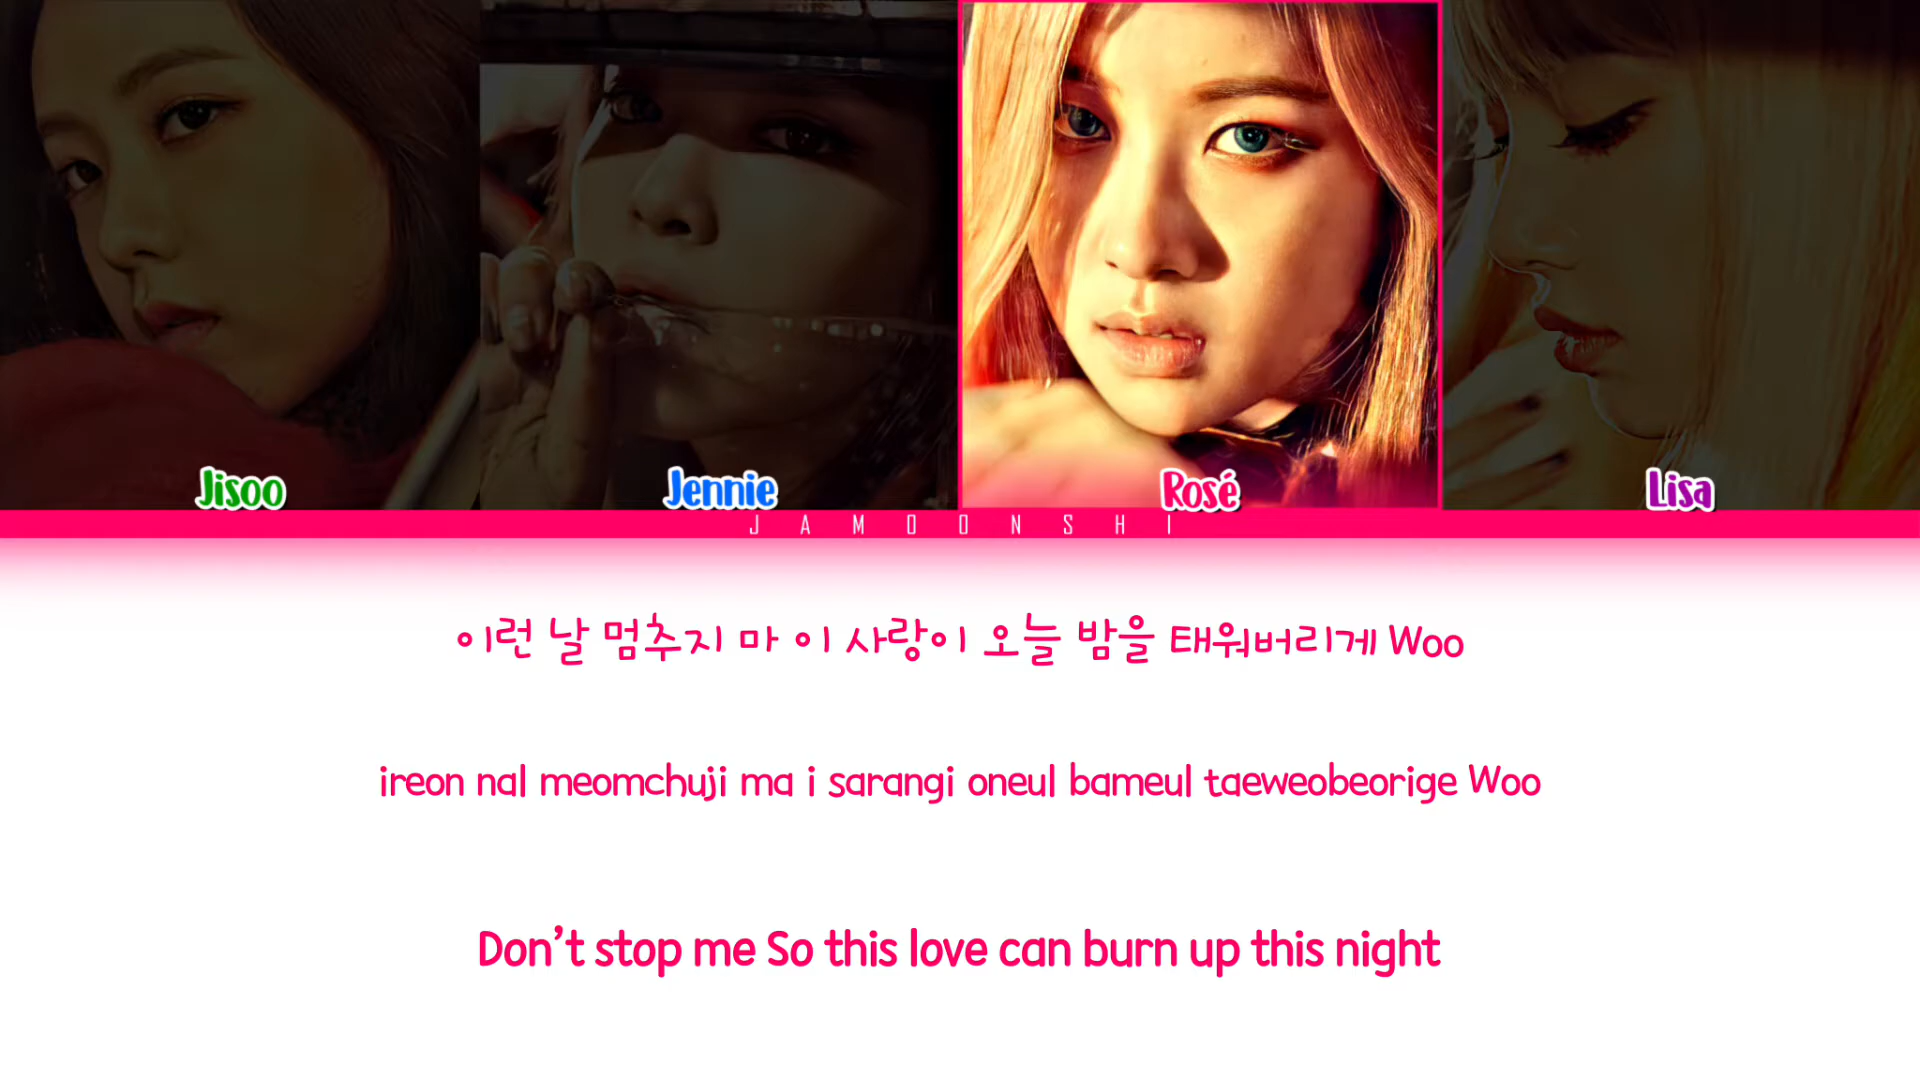 Jisoo
Jennie
Rosé
Lisa
JAMOONSHI
이런 날 멈추지 마 이 사랑이 오늘 밤을 태워버리게 Woo
ireon nal meomchuji ma i sarangi oneul bameul taeweobeorige Woo
Don't stop me So this love can burn up this night